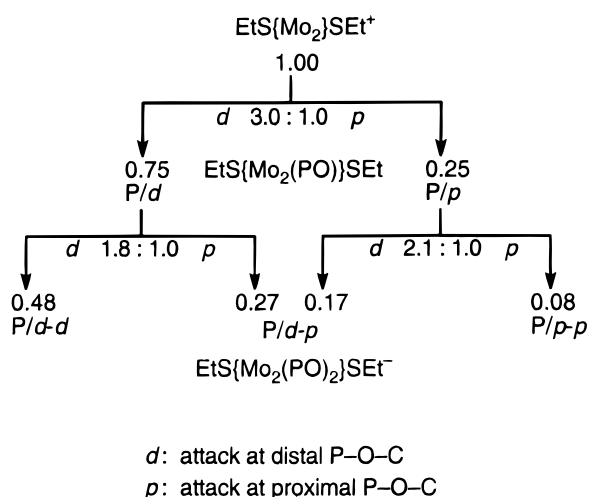 EtS{Mo₂}SEt⁺
1.00
d 3.0 : 1.0 p
0.75 EtS{Mo₂(PO)}SEt 0.25
P/d P/p
d 1.8 : 1.0 p d 2.1 : 1.0 p
0.48 0.27 0.17 0.08
P/d-d P/d-p P/p-p
EtS{Mo₂(PO)₂}SEt⁻
d: attack at distal P–O–C
p: attack at proximal P–O–C